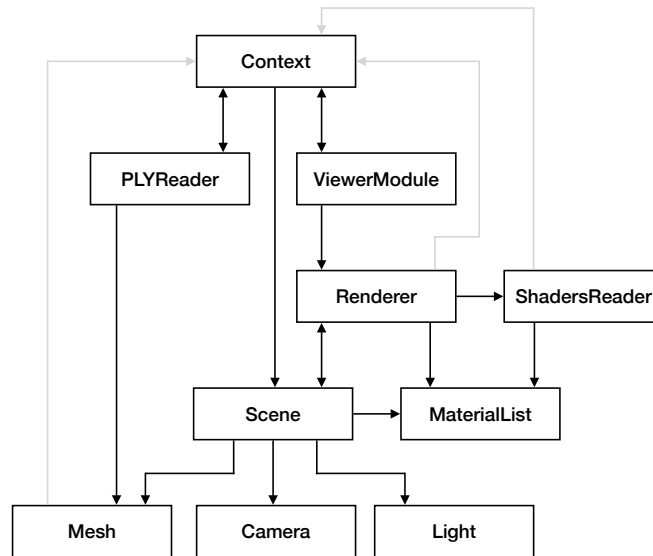 Context
PLYReader
ViewerModule
Renderer
ShadersReader
Scene
MaterialList
Mesh
Camera
Light